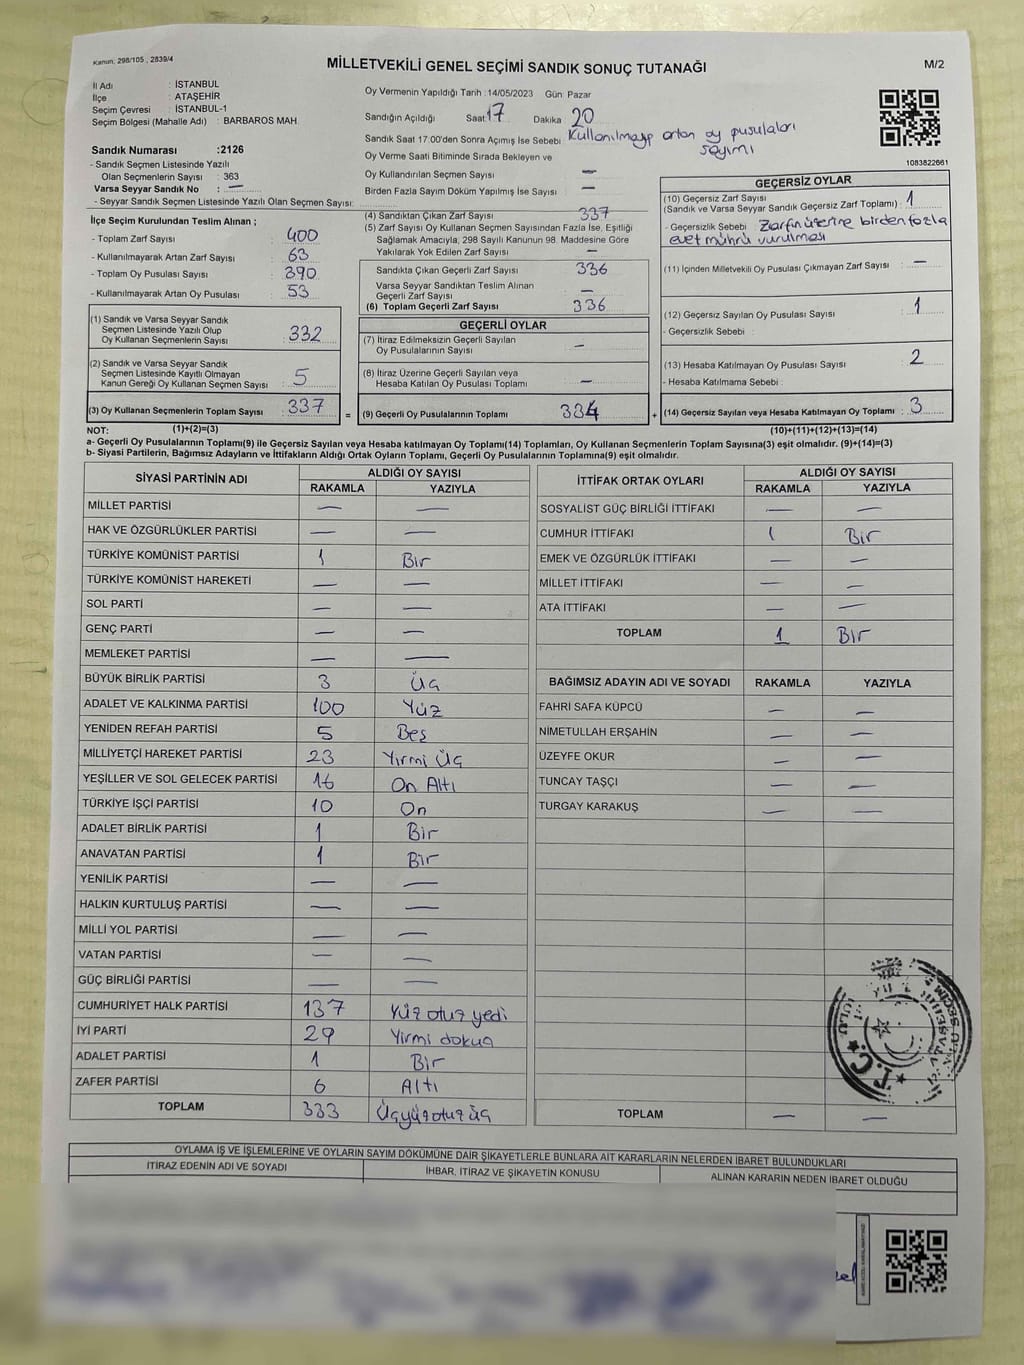 Kanun; 298/105 , 2839/4
MİLLETVEKİLİ GENEL SEÇİMİ SANDIK SONUÇ TUTANAĞI
M/2
İl Adı : İSTANBUL
İlçe : ATAŞEHİR
Seçim Çevresi : İSTANBUL-1
Seçim Bölgesi (Mahalle Adı) : BARBAROS MAH.
Sandık Numarası :2126
- Sandık Seçmen Listesinde Yazılı
Olan Seçmenlerin Sayısı : 363
Varsa Seyyar Sandık No : —
- Seyyar Sandık Seçmen Listesinde Yazılı Olan Seçmen Sayısı:
İlçe Seçim Kurulundan Teslim Alınan ;
- Toplam Zarf Sayısı : 400
- Kullanılmayarak Artan Zarf Sayısı : 63
- Toplam Oy Pusulası Sayısı : 390
- Kullanılmayarak Artan Oy Pusulası : 53
Oy Vermenin Yapıldığı Tarih :14/05/2023 Gün: Pazar
Sandığın Açıldığı Saat: 17 Dakika : 20
Sandık Saat 17:00'den Sonra Açımış İse Sebebi: Kullanılmayıp artan oy pusulaları
sayımı
Oy Verme Saati Bitiminde Sırada Bekleyen ve
Oy Kullandırılan Seçmen Sayısı : —
Birden Fazla Sayım Döküm Yapılmış İse Sayısı : —
(4) Sandıktan Çıkan Zarf Sayısı : 337
(5) Zarf Sayısı Oy Kullanan Seçmen Sayısından Fazla İse, Eşitliği
Sağlamak Amacıyla; 298 Sayılı Kanunun 98. Maddesine Göre
Yakılarak Yok Edilen Zarf Sayısı : —
Sandıkta Çıkan Geçerli Zarf Sayısı : 336
Varsa Seyyar Sandıktan Teslim Alınan
Geçerli Zarf Sayısı : —
(6) Toplam Geçerli Zarf Sayısı : 336
1083822661
GEÇERSİZ OYLAR
(10) Geçersiz Zarf Sayısı : 1
(Sandık ve Varsa Seyyar Sandık Geçersiz Zarf Toplamı)
- Geçersizlik Sebebi : Zarfın üzerine birden fazla
evet mührü vurulması
(11) İçinden Milletvekili Oy Pusulası Çıkmayan Zarf Sayısı : —
(12) Geçersiz Sayılan Oy Pusulası Sayısı : 1
- Geçersizlik Sebebi :
(13) Hesaba Katılmayan Oy Pusulası Sayısı : 2
- Hesaba Katılmama Sebebi :
(14) Geçersiz Sayılan veya Hesaba Katılmayan Oy Toplamı : 3
(10)+(11)+(12)+(13)=(14)
(1) Sandık ve Varsa Seyyar Sandık
Seçmen Listesinde Yazılı Olup
Oy Kullanan Seçmenlerin Sayısı : 332
(2) Sandık ve Varsa Seyyar Sandık
Seçmen Listesinde Kayıtlı Olmayan
Kanun Gereği Oy Kullanan Seçmen Sayısı : 5
(3) Oy Kullanan Seçmenlerin Toplam Sayısı : 337 =
GEÇERLİ OYLAR
(7) İtiraz Edilmeksizin Geçerli Sayılan
Oy Pusulalarının Sayısı : —
(8) İtiraz Üzerine Geçerli Sayılan veya
Hesaba Katılan Oy Pusulası Toplamı : —
(9) Geçerli Oy Pusulalarının Toplamı : 334 +
NOT: (1)+(2)=(3)
a- Geçerli Oy Pusulalarının Toplamı(9) ile Geçersiz Sayılan veya Hesaba katılmayan Oy Toplamı(14) Toplamları, Oy Kullanan Seçmenlerin Toplam Sayısına(3) eşit olmalıdır. (9)+(14)=(3)
b- Siyasi Partilerin, Bağımsız Adayların ve İttifakların Aldığı Ortak Oyların Toplamı, Geçerli Oy Pusulalarının Toplamına(9) eşit olmalıdır.
SİYASİ PARTİNİN ADI ALDIĞI OY SAYISI
RAKAMLA YAZIYLA
MİLLET PARTİSİ — —
HAK VE ÖZGÜRLÜKLER PARTİSİ — —
TÜRKİYE KOMÜNİST PARTİSİ 1 Bir
TÜRKİYE KOMÜNİST HAREKETİ — —
SOL PARTİ — —
GENÇ PARTİ — —
MEMLEKET PARTİSİ — —
BÜYÜK BİRLİK PARTİSİ 3 Üç
ADALET VE KALKINMA PARTİSİ 100 Yüz
YENİDEN REFAH PARTİSİ 5 Beş
MİLLİYETÇİ HAREKET PARTİSİ 23 Yirmi Üç
YEŞİLLER VE SOL GELECEK PARTİSİ 16 On Altı
TÜRKİYE İŞÇİ PARTİSİ 10 On
ADALET BİRLİK PARTİSİ 1 Bir
ANAVATAN PARTİSİ 1 Bir
YENİLİK PARTİSİ — —
HALKIN KURTULUŞ PARTİSİ — —
MİLLİ YOL PARTİSİ — —
VATAN PARTİSİ — —
GÜÇ BİRLİĞİ PARTİSİ — —
CUMHURİYET HALK PARTİSİ 137 Yüz otuz yedi
İYİ PARTİ 29 Yirmi dokuz
ADALET PARTİSİ 1 Bir
ZAFER PARTİSİ 6 Altı
TOPLAM 333 Üçyüz otuz üç
İTTİFAK ORTAK OYLARI ALDIĞI OY SAYISI
RAKAMLA YAZIYLA
SOSYALİST GÜÇ BİRLİĞİ İTTİFAKI — —
CUMHUR İTTİFAKI 1 Bir
EMEK VE ÖZGÜRLÜK İTTİFAKI — —
MİLLET İTTİFAKI — —
ATA İTTİFAKI — —
TOPLAM 1 Bir
BAĞIMSIZ ADAYIN ADI VE SOYADI RAKAMLA YAZIYLA
FAHRİ SAFA KÜPCÜ — —
NİMETULLAH ERŞAHİN — —
ÜZEYFE OKUR — —
TUNCAY TAŞÇI — —
TURGAY KARAKUŞ — —
TOPLAM — —
T.C.
OYLAMA İŞ VE İŞLEMLERİNE VE OYLARIN SAYIM DÖKÜMÜNE DAİR ŞİKAYETLERLE BUNLARA AİT KARARLARIN NELERDEN İBARET BULUNDUKLARI
İTİRAZ EDENİN ADI VE SOYADI İHBAR, İTİRAZ VE ŞİKAYETİN KONUSU ALINAN KARARIN NEDEN İBARET OLDUĞU